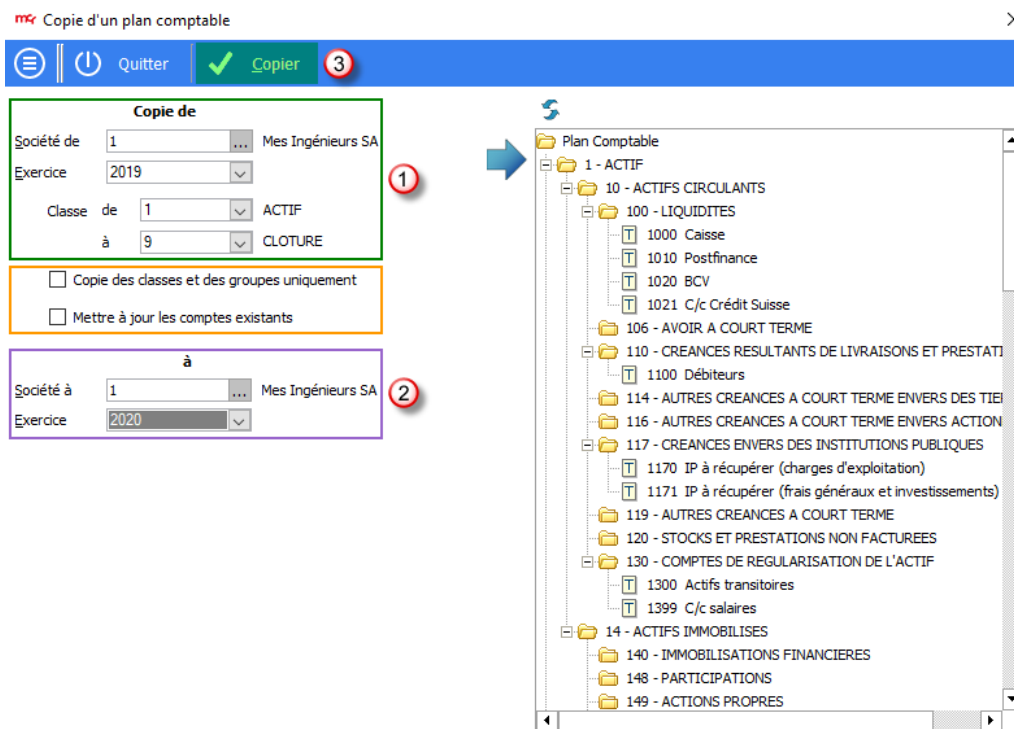 mcr Copie d'un plan comptable
Quitter Copier 3
Copie de
Société de 1 ... Mes Ingénieurs SA
Exercice 2019
1
Classe de 1 ACTIF
à 9 CLOTURE
Copie des classes et des groupes uniquement
Mettre à jour les comptes existants
à
Société à 1 ... Mes Ingénieurs SA
2
Exercice 2020
Plan Comptable
1 - ACTIF
10 - ACTIFS CIRCULANTS
100 - LIQUIDITES
T 1000 Caisse
T 1010 Postfinance
T 1020 BCV
T 1021 C/c Crédit Suisse
106 - AVOIR A COURT TERME
110 - CREANCES RESULTANTS DE LIVRAISONS ET PRESTATI
T 1100 Débiteurs
114 - AUTRES CREANCES A COURT TERME ENVERS DES TIE
116 - AUTRES CREANCES A COURT TERME ENVERS ACTION
117 - CREANCES ENVERS DES INSTITUTIONS PUBLIQUES
T 1170 IP à récupérer (charges d'exploitation)
T 1171 IP à récupérer (frais généraux et investissements)
119 - AUTRES CREANCES A COURT TERME
120 - STOCKS ET PRESTATIONS NON FACTUREES
130 - COMPTES DE REGULARISATION DE L'ACTIF
T 1300 Actifs transitoires
T 1399 C/c salaires
14 - ACTIFS IMMOBILISES
140 - IMMOBILISATIONS FINANCIERES
148 - PARTICIPATIONS
149 - ACTIONS PROPRES